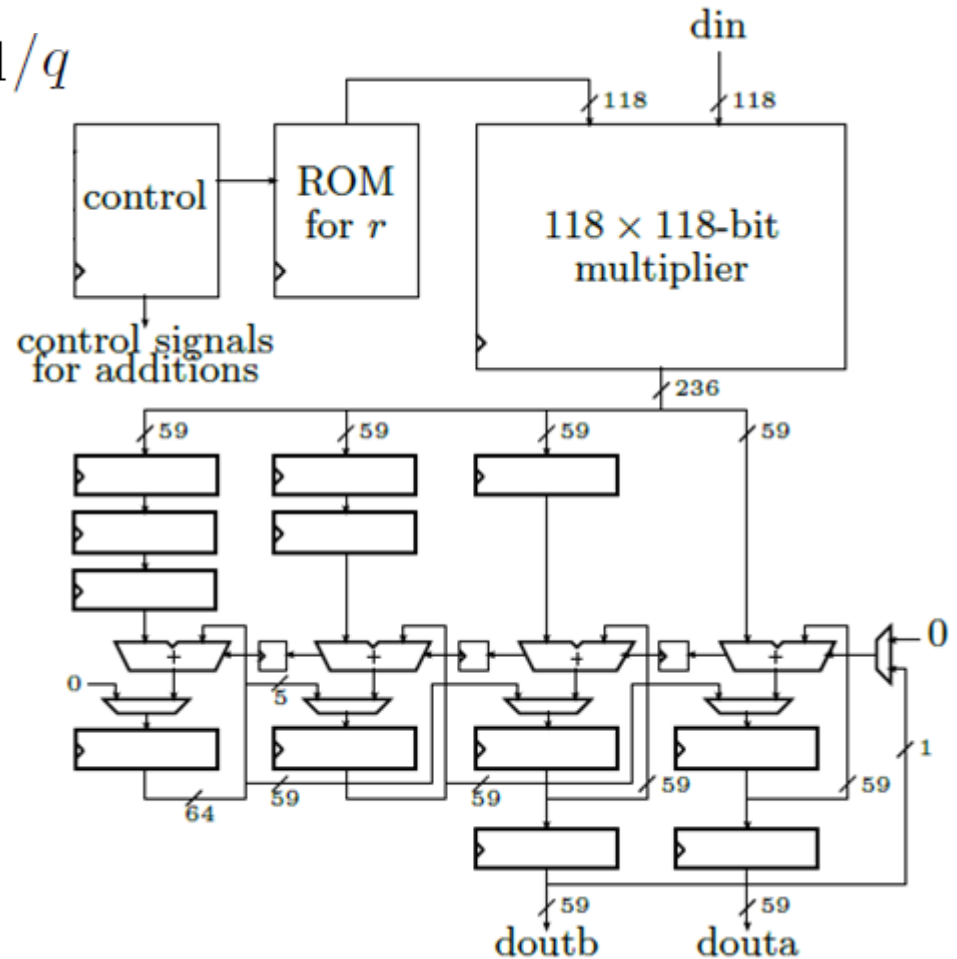 1/q
din
118
118
control
ROM
for r
118 × 118-bit
multiplier
control signals
for additions
236
59
59
59
59
+
+
+
+
0
0
5
1
64
59
59
59
59
59
59
doutb
douta